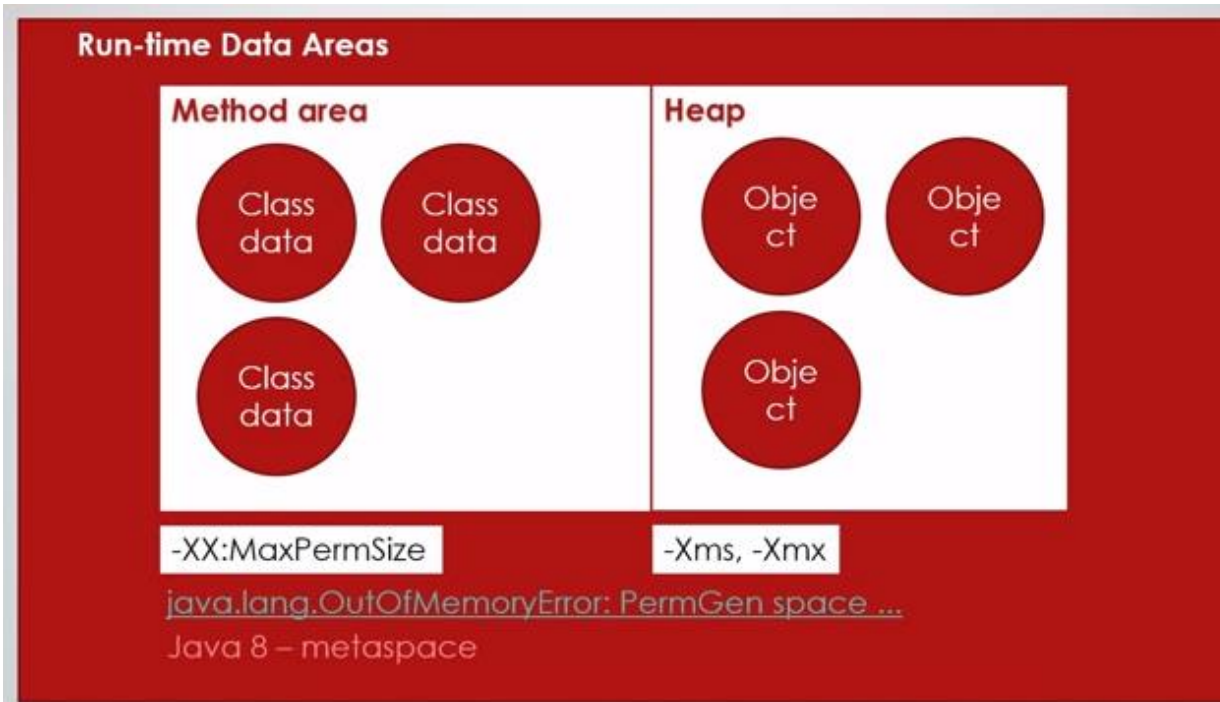 Run-time Data Areas
Method area
Class
data
Class
data
Class
data
Heap
Obje
ct
Obje
ct
Obje
ct
-XX:MaxPermSize
-Xms, -Xmx
java.lang.OutOfMemoryError: PermGen space ...
Java 8 – metaspace